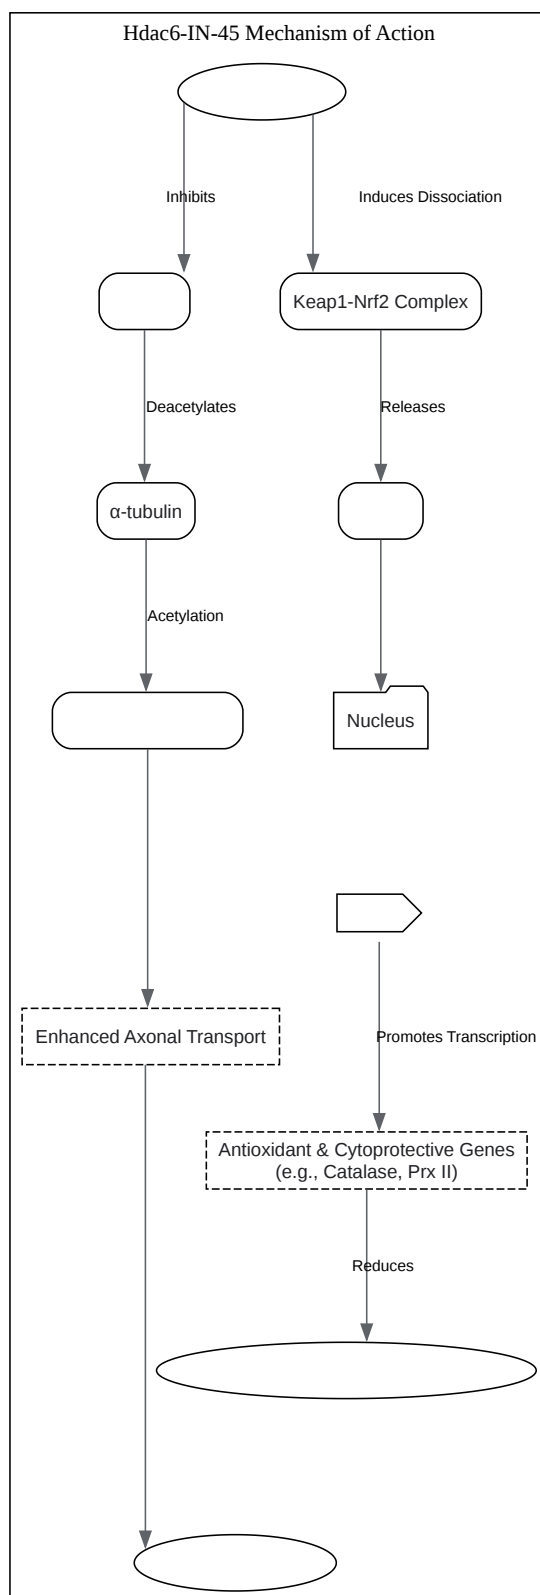 Hdac6-IN-45 Mechanism of Action
Inhibits
Induces Dissociation
Keap1-Nrf2 Complex
Deacetylates
Releases
α-tubulin
Acetylation
Nucleus
Enhanced Axonal Transport
Promotes Transcription
Antioxidant & Cytoprotective Genes
(e.g., Catalase, Prx II)
Reduces